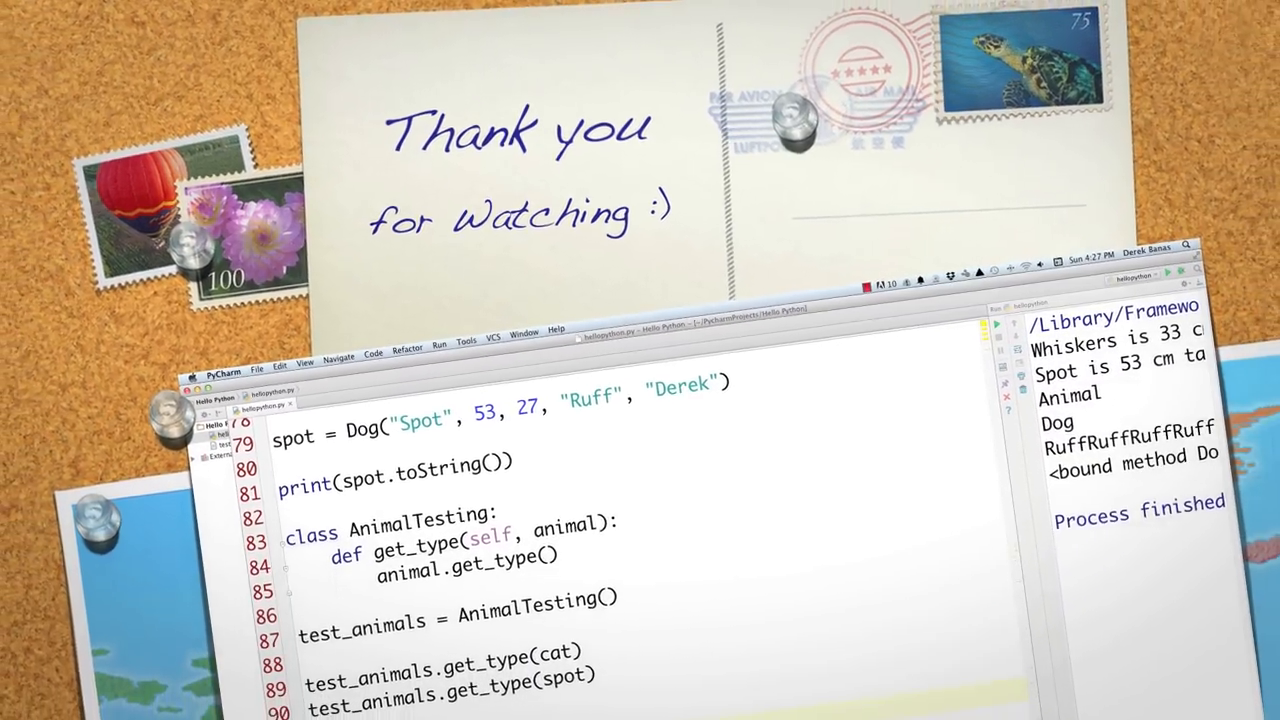 75
PAR AVION
AIR MAIL
航空便
Thank you
for Watching :)
100
Derek Banas
Sun 4:27 PM
10
PyCharm File Edit View Navigate Code Refactor Run Tools VCS Window Help
hellopython.py – Hello Python – [~/PycharmProjects/Hello Python]
Hello Python hellopython.py
hellopython
Run hellopython
hellopython.py
78
79 spot = Dog("Spot", 53, 27, "Ruff", "Derek")
80
81 print(spot.toString())
82
83 class AnimalTesting:
84 def get_type(self, animal):
85 animal.get_type()
86
87 test_animals = AnimalTesting()
88
89 test_animals.get_type(cat)
90 test_animals.get_type(spot)
/Library/Framewo
Whiskers is 33 c
Spot is 53 cm ta
Animal
Dog
RuffRuffRuffRuff
<bound method Do
Process finished